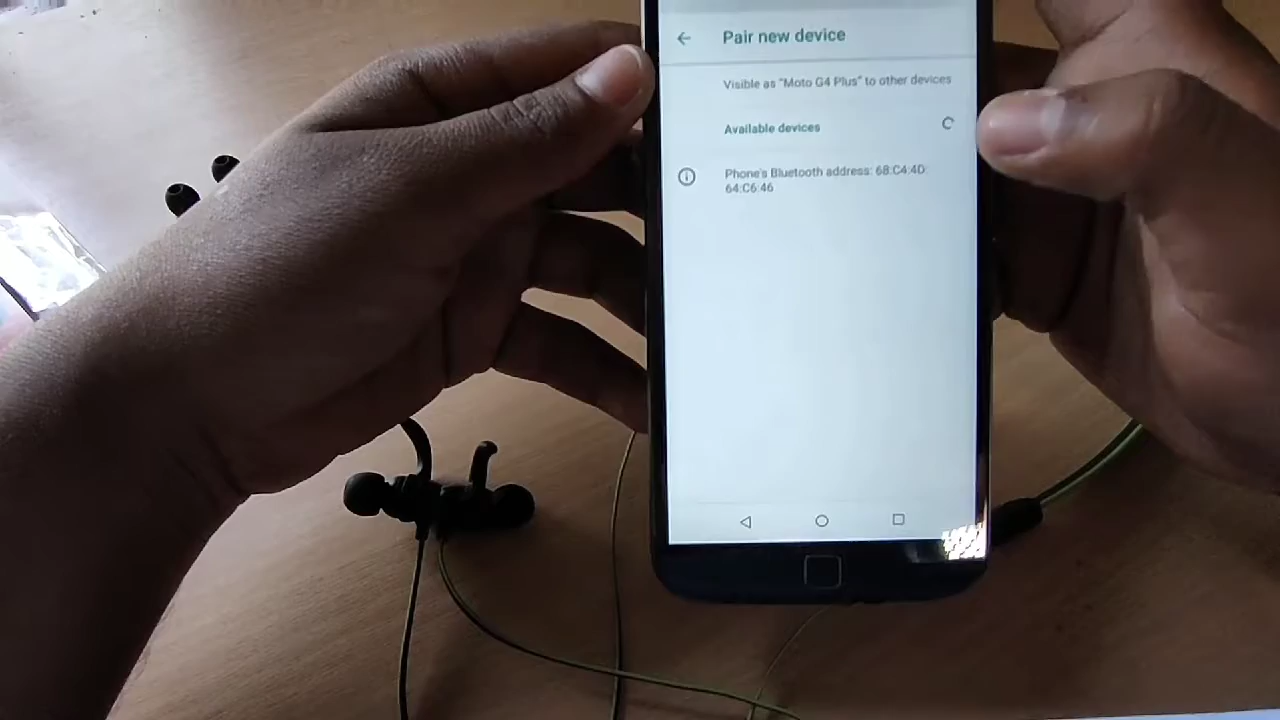 Pair new device
Visible as "Moto G4 Plus" to other devices
Available devices
Phone's Bluetooth address: 68:C4:4D:
64:C6:46